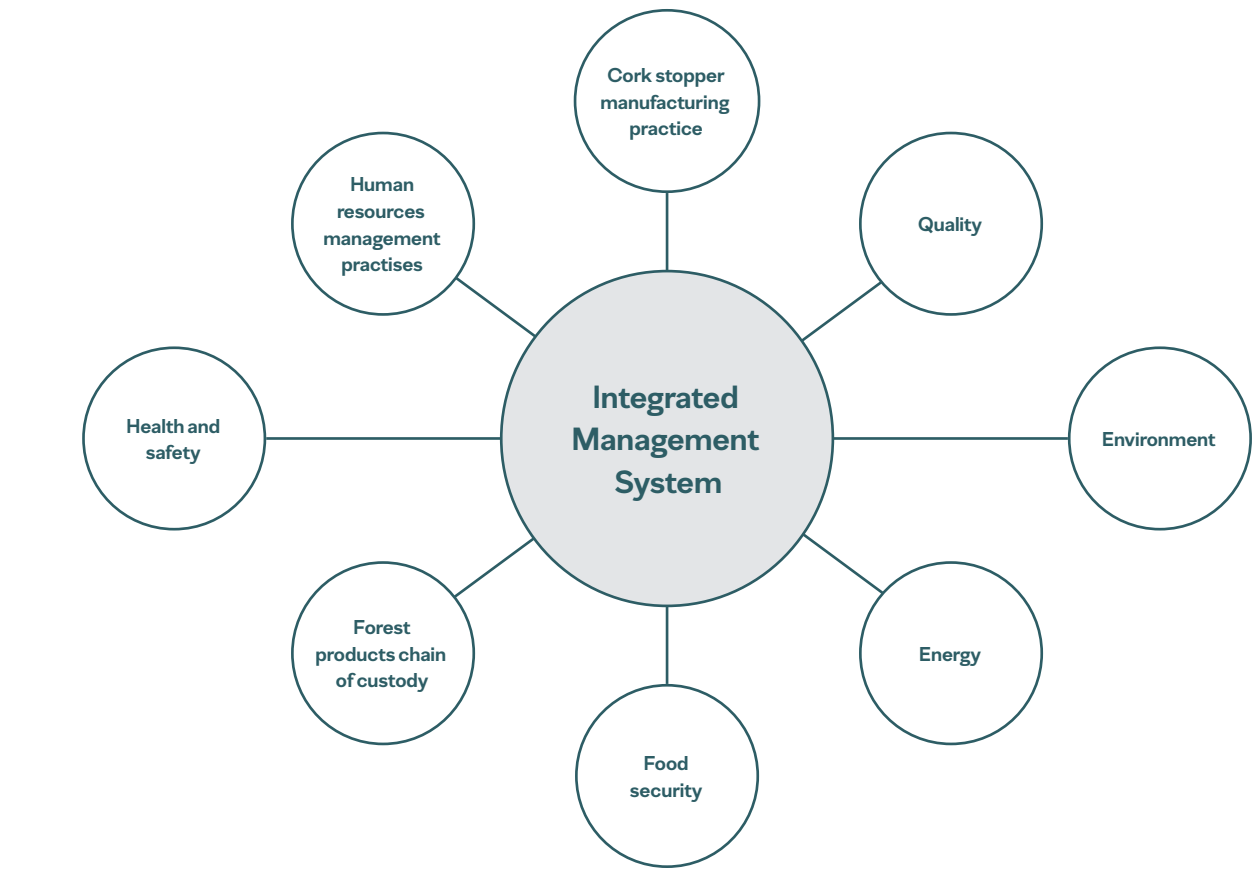 Cork stopper
manufacturing
practice
Human
resources
management
practises
Quality
Integrated
Management
System
Health and
safety
Environment
Forest
products chain
of custody
Energy
Food
security